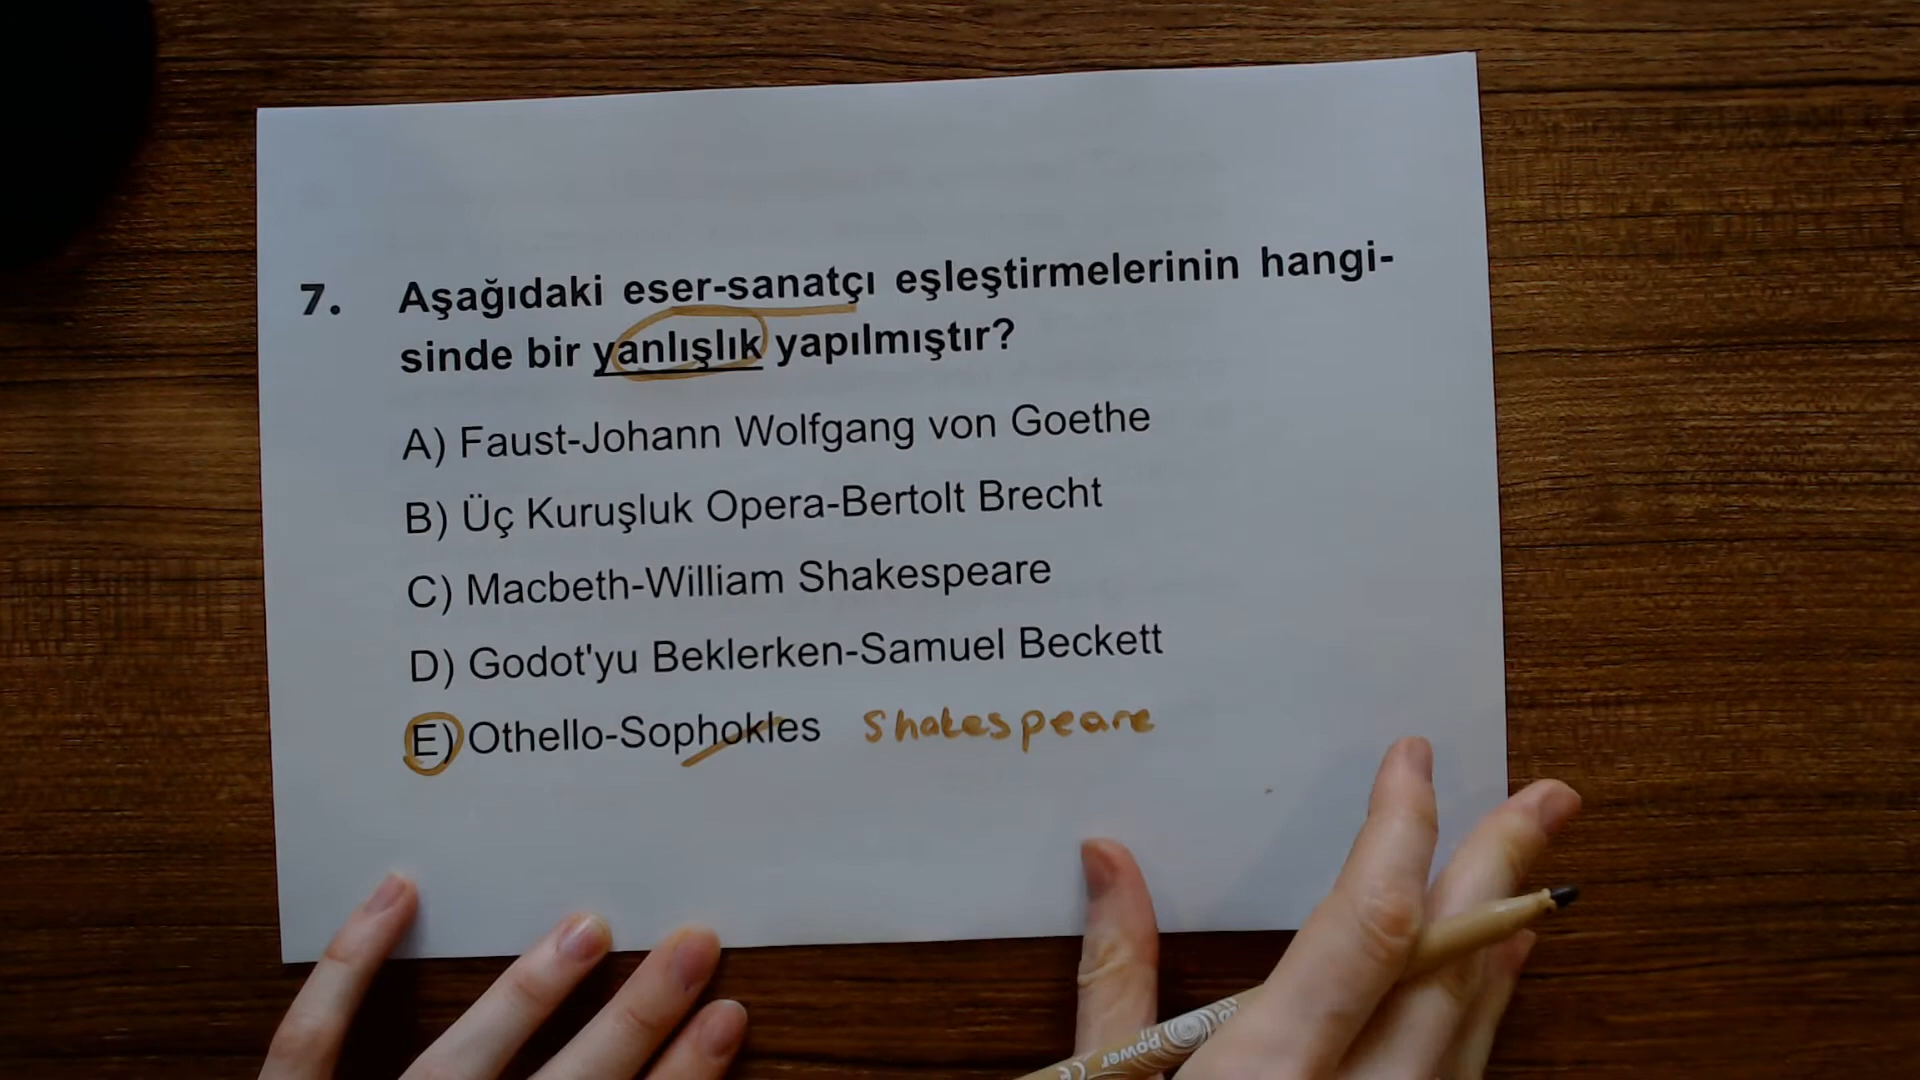 7. Aşağıdaki eser-sanatçı eşleştirmelerinin hangi-
sinde bir yanlışlık yapılmıştır?
A) Faust-Johann Wolfgang von Goethe
B) Üç Kuruşluk Opera-Bertolt Brecht
C) Macbeth-William Shakespeare
D) Godot'yu Beklerken-Samuel Beckett
E) Othello-Sophokles Shakespeare
power CE